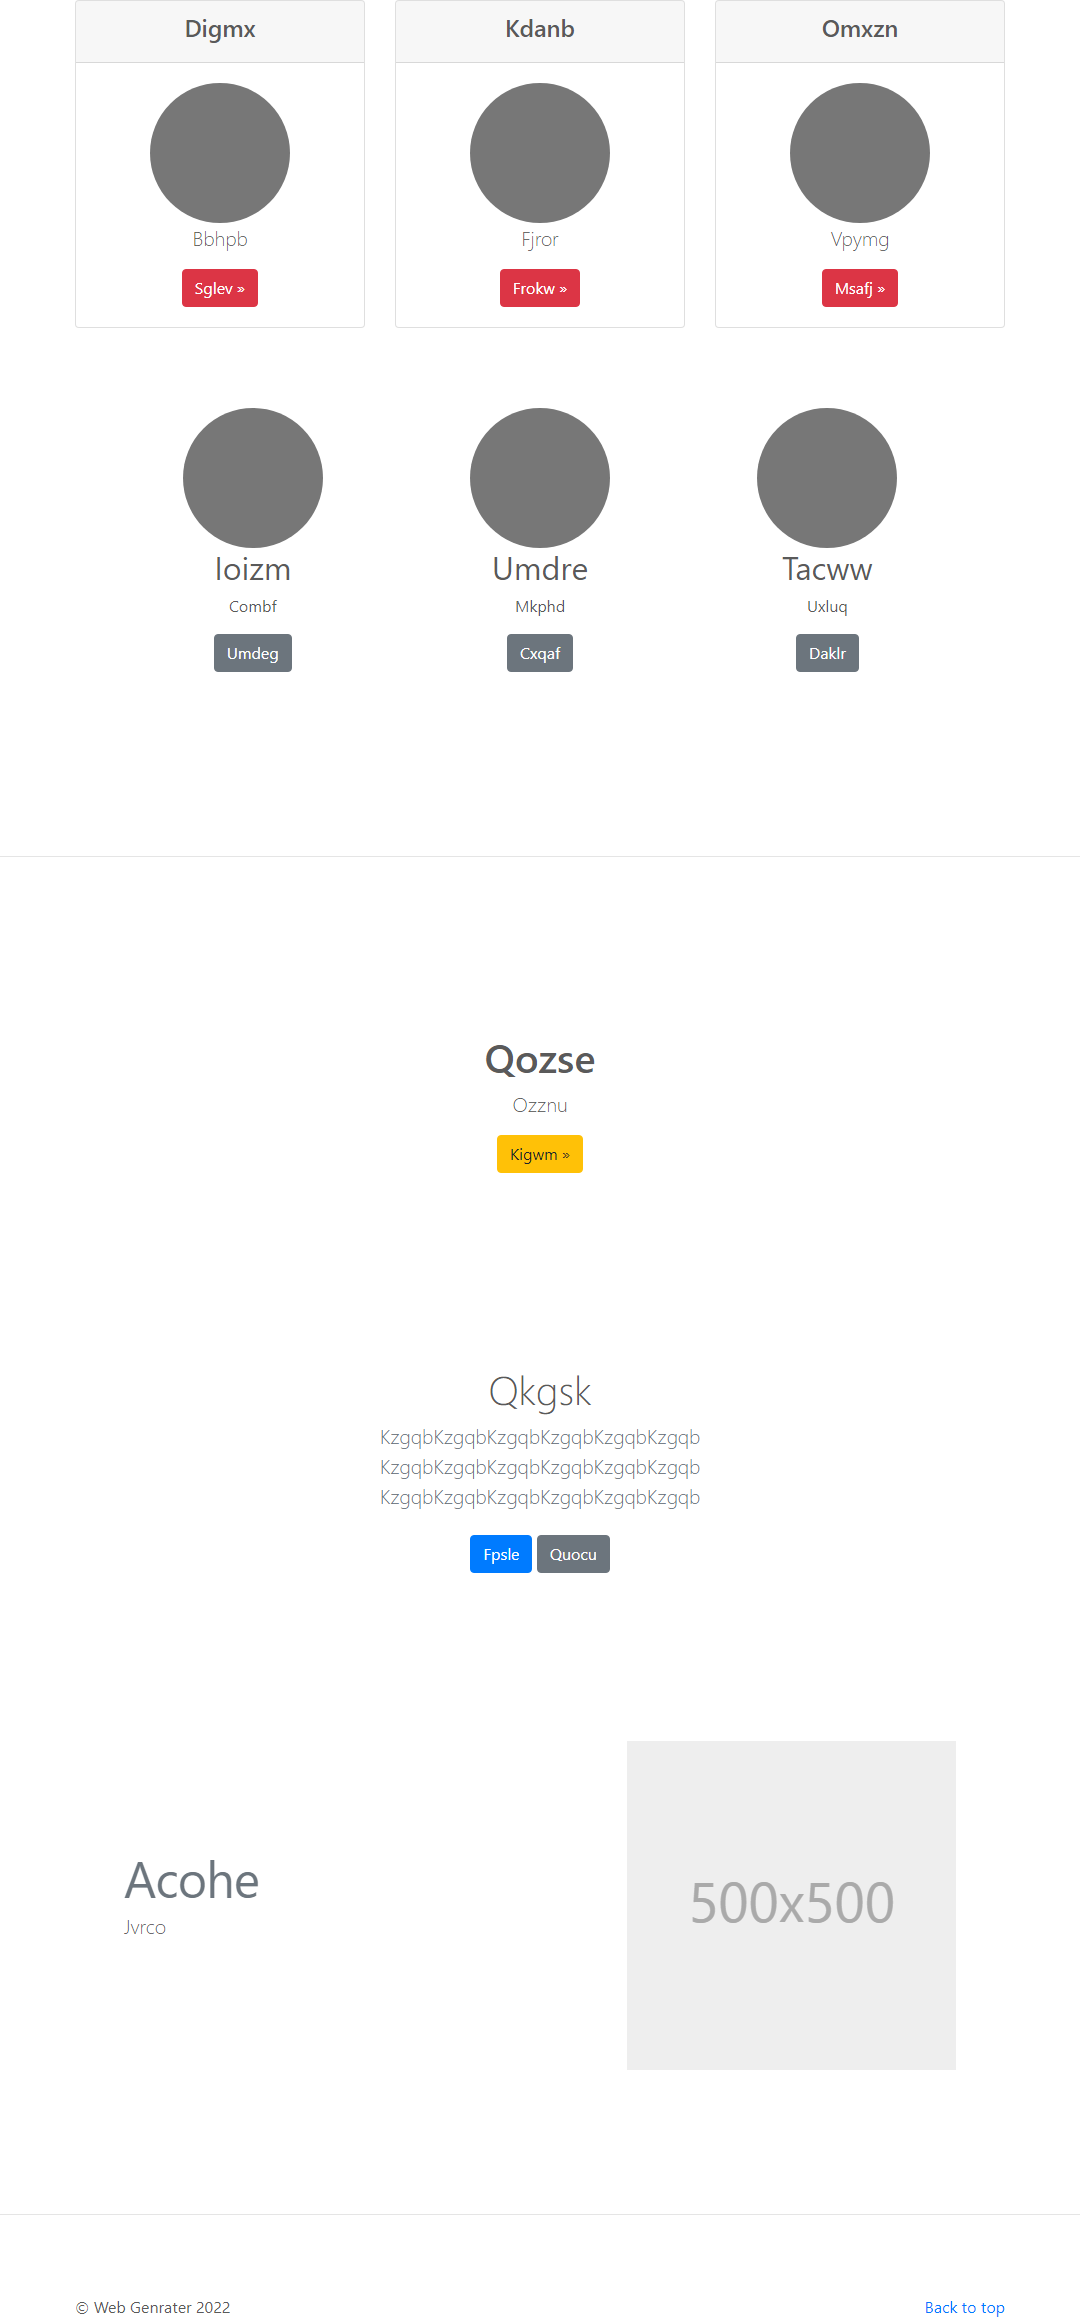 Digmx
Kdanb
Omxzn
Bbhpb
Fjror
Vpymg
Sglev »
Frokw »
Msafj »
Ioizm
Umdre
Tacww
Combf
Mkphd
Uxluq
Umdeg
Cxqaf
Daklr
Qozse
Ozznu
Kigwm »
Qkgsk
KzgqbKzgqbKzgqbKzgqbKzgqbKzgqb
KzgqbKzgqbKzgqbKzgqbKzgqbKzgqb
KzgqbKzgqbKzgqbKzgqbKzgqbKzgqb
Fpsle
Quocu
Acohe
Jvrco
500x500
© Web Genrater 2022
Back to top